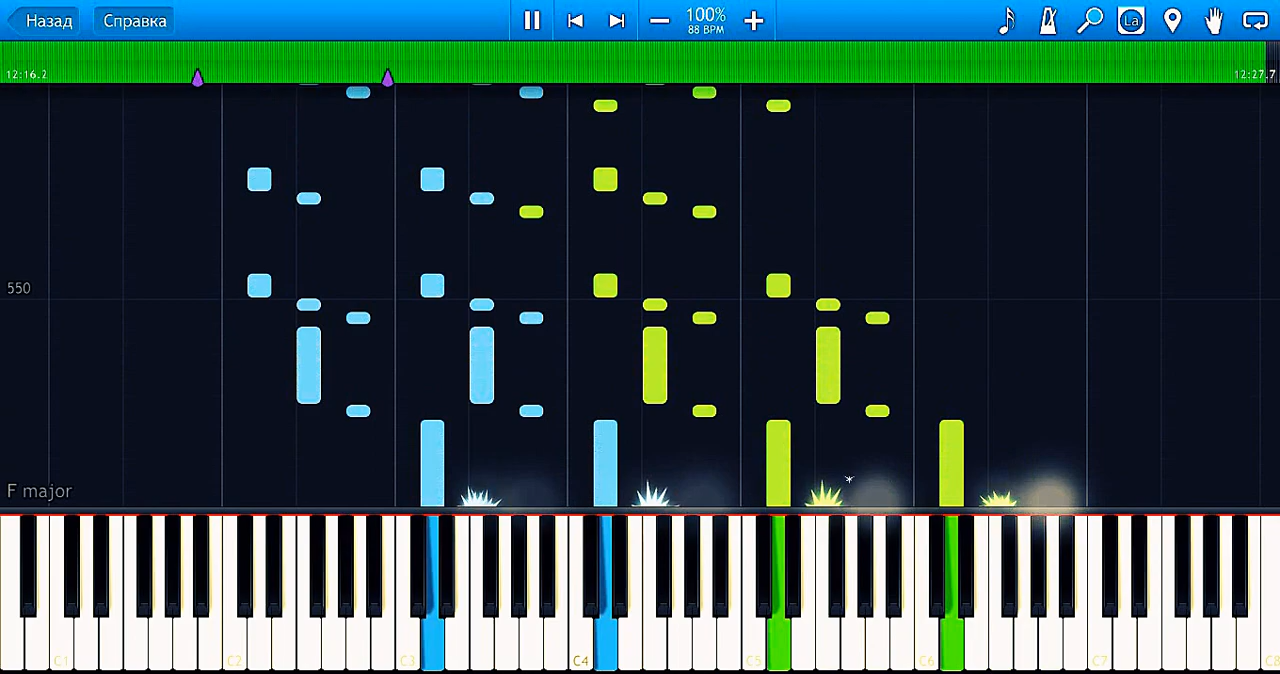 Назад
Справка
100%
88 BPM
La
12:16.2
12:27.7
550
F major
C1
C2
C3
C4
C5
C6
C7
C8